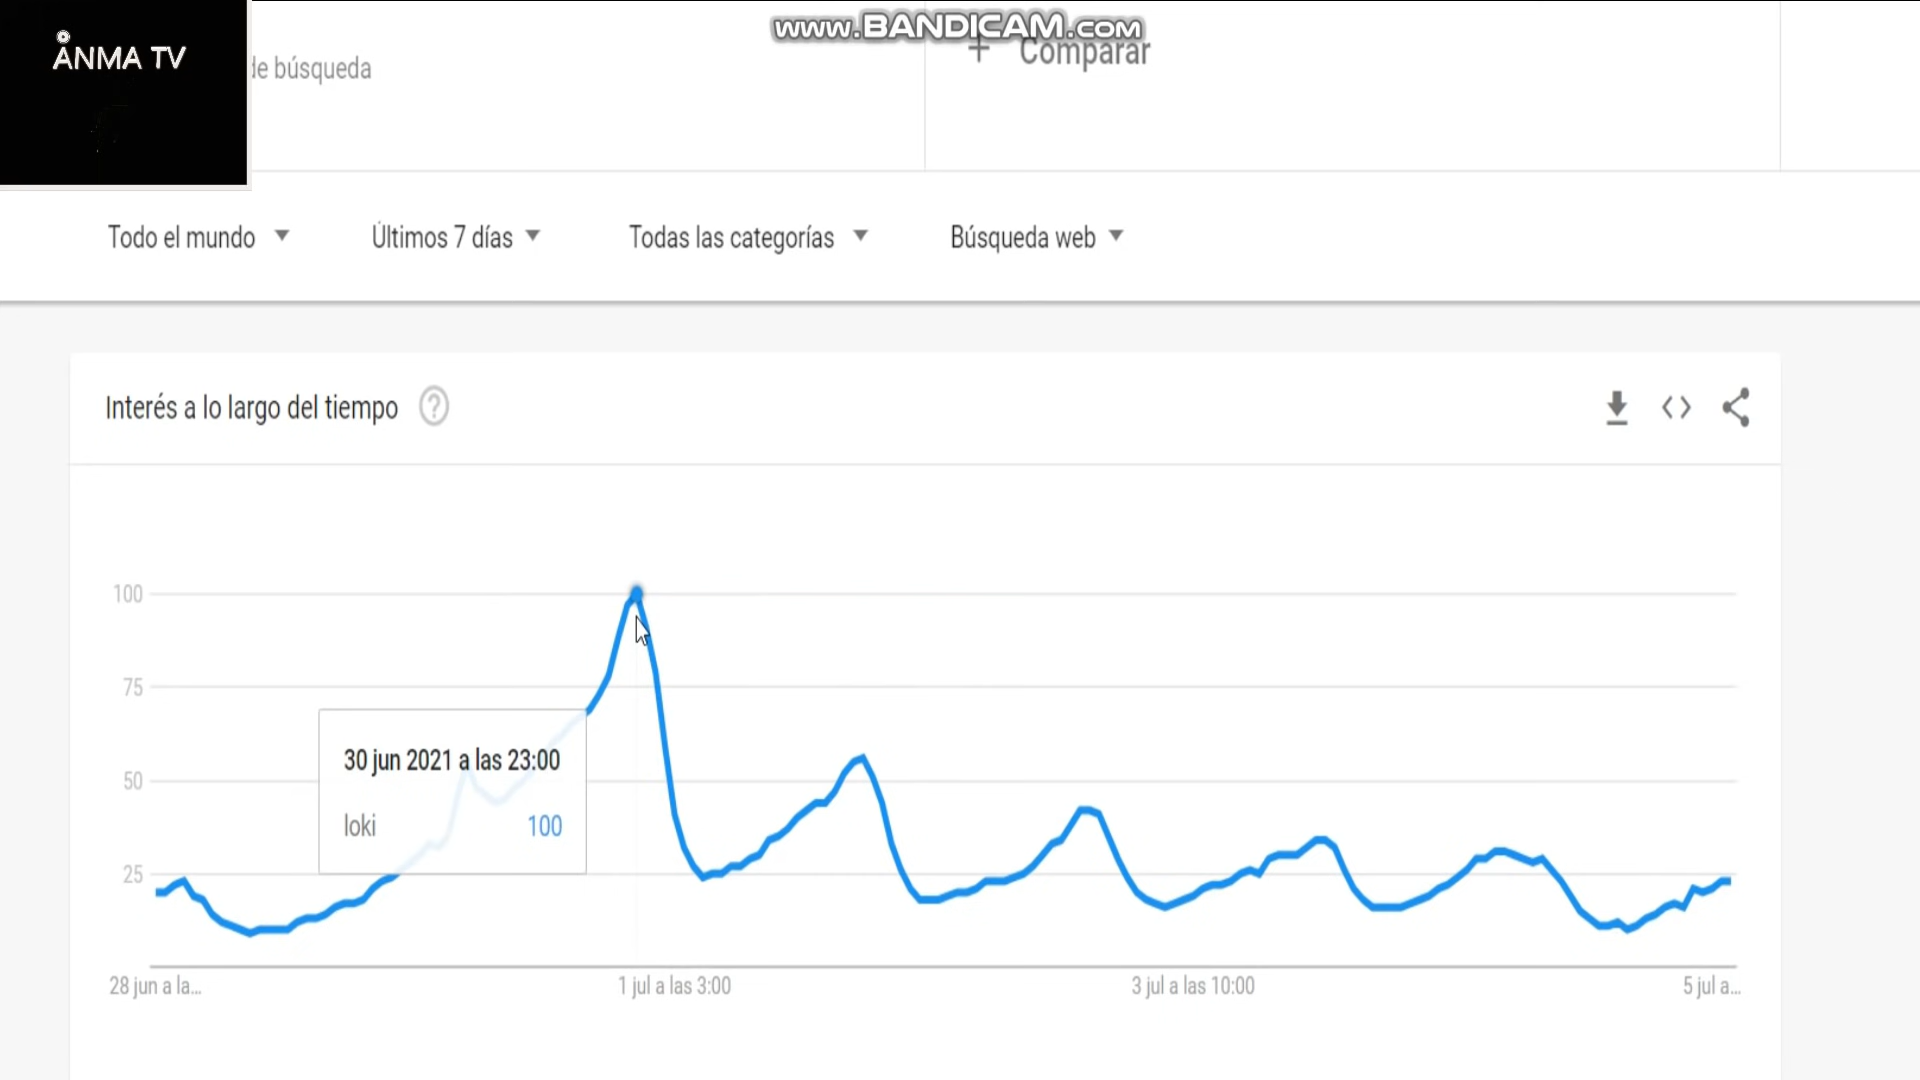 www.BANDICAM.com
ANMA TV
de búsqueda
+ Comparar
Todo el mundo
Últimos 7 días
Todas las categorías
Búsqueda web
Interés a lo largo del tiempo
?
100
75
50
25
30 jun 2021 a las 23:00
loki 100
28 jun a la...
1 jul a las 3:00
3 jul a las 10:00
5 jul a...